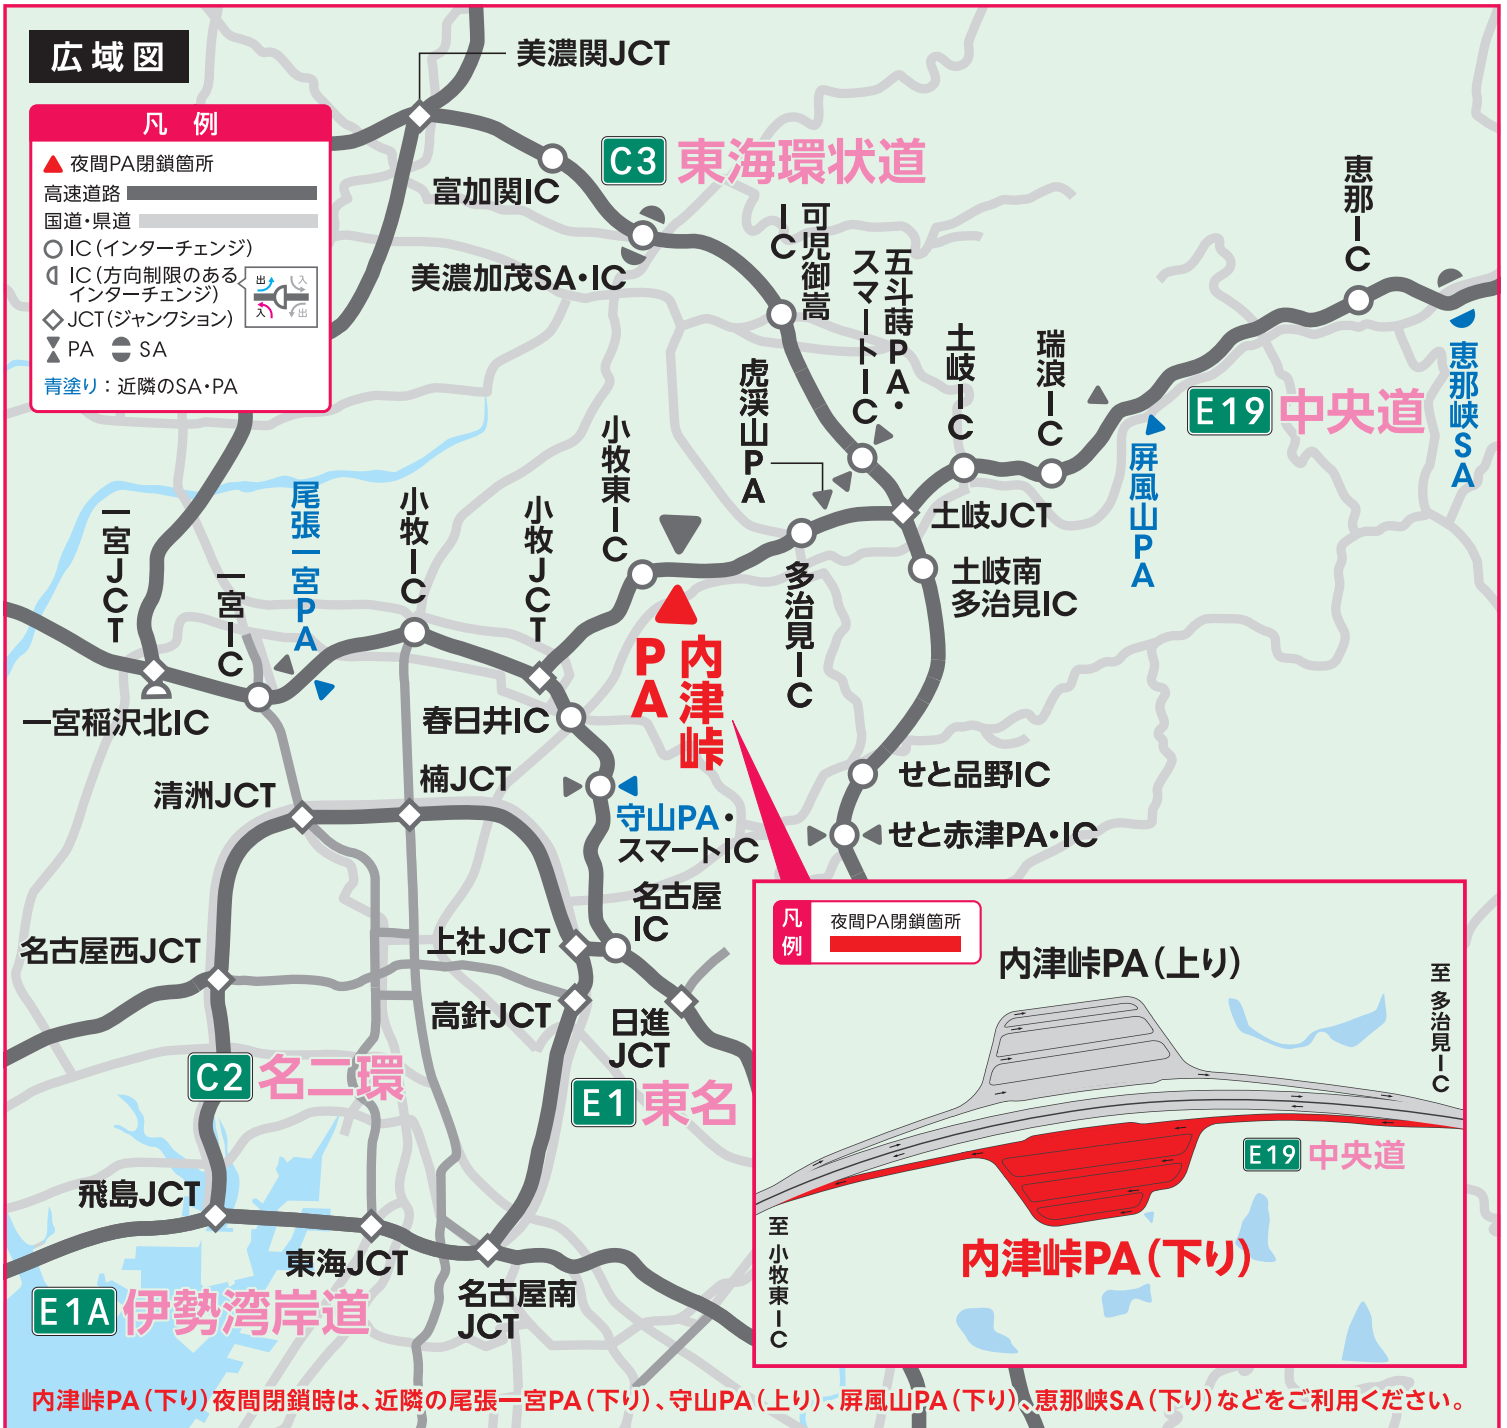 広域図
凡 例
夜間PA閉鎖箇所
高速道路
国道・県道
IC(インターチェンジ)
IC(方向制限のある
インターチェンジ)
出
入
入
出
JCT(ジャンクション)
PA
SA
青塗り：近隣のSA・PA
美濃関JCT
富加関IC
C3
東海環状道
美濃加茂SA・IC
可児御嵩
IC
五斗蒔PA・
スマートIC
恵那IC
恵那峡SA
E19
中央道
屏風山PA
瑞浪IC
土岐IC
虎渓山PA
土岐JCT
土岐南
多治見IC
多治見IC
小牧東IC
内津峠
PA
小牧JCT
小牧IC
尾張一宮PA
一宮IC
一宮JCT
一宮稲沢北IC
春日井IC
楠JCT
清洲JCT
守山PA・
スマートIC
せと品野IC
せと赤津PA・IC
名古屋
IC
上社JCT
名古屋西JCT
高針JCT
日進
JCT
C2
名二環
E1
東名
飛島JCT
東海JCT
名古屋南
JCT
E1A
伊勢湾岸道
凡
例
夜間PA閉鎖箇所
内津峠PA(上り)
至 多治見IC
E19
中央道
内津峠PA(下り)
至 小牧東IC
内津峠PA(下り)夜間閉鎖時は、近隣の尾張一宮PA(下り)、守山PA(上り)、屏風山PA(下り)、恵那峡SA(下り)などをご利用ください。